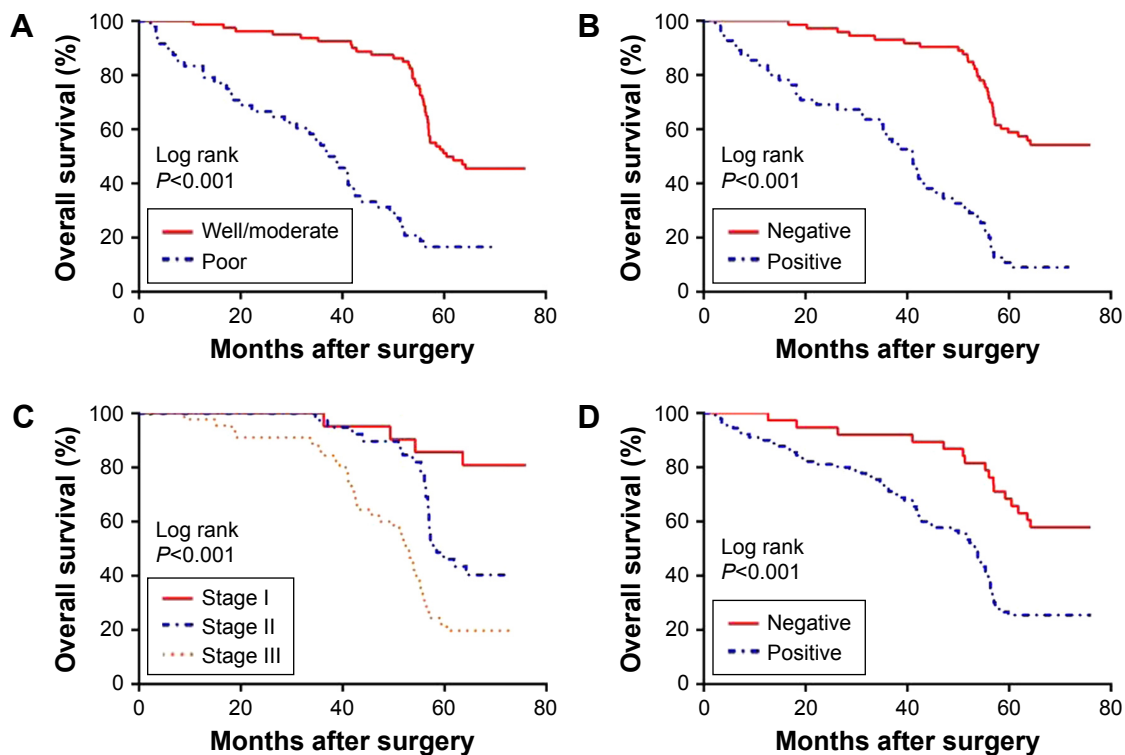 A
Overall survival (%)
100
80
60
40
20
0
Log rank
P<0.001
Well/moderate
Poor
0 20 40 60 80
Months after surgery
B
Overall survival (%)
100
80
60
40
20
0
Log rank
P<0.001
Negative
Positive
0 20 40 60 80
Months after surgery
C
Overall survival (%)
100
80
60
40
20
0
Log rank
P<0.001
Stage I
Stage II
Stage III
0 20 40 60 80
Months after surgery
D
Overall survival (%)
100
80
60
40
20
0
Log rank
P<0.001
Negative
Positive
0 20 40 60 80
Months after surgery